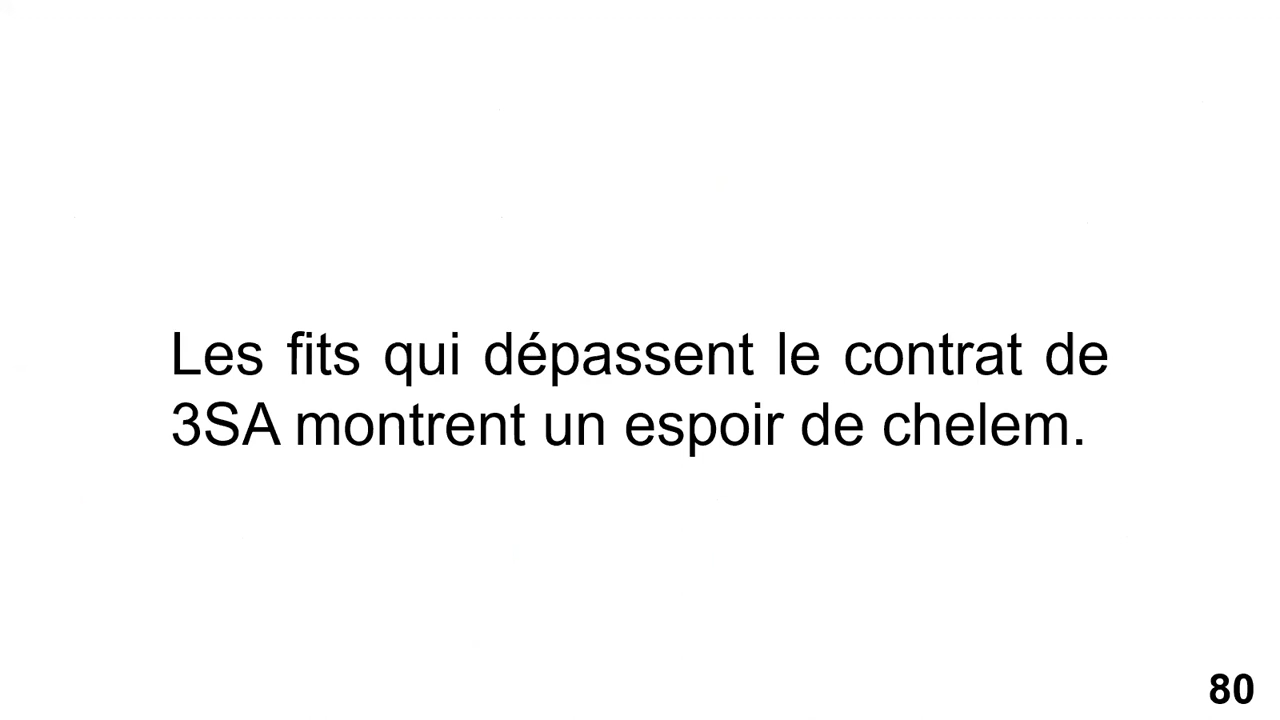 Les fits qui dépassent le contrat de
3SA montrent un espoir de chelem.
80